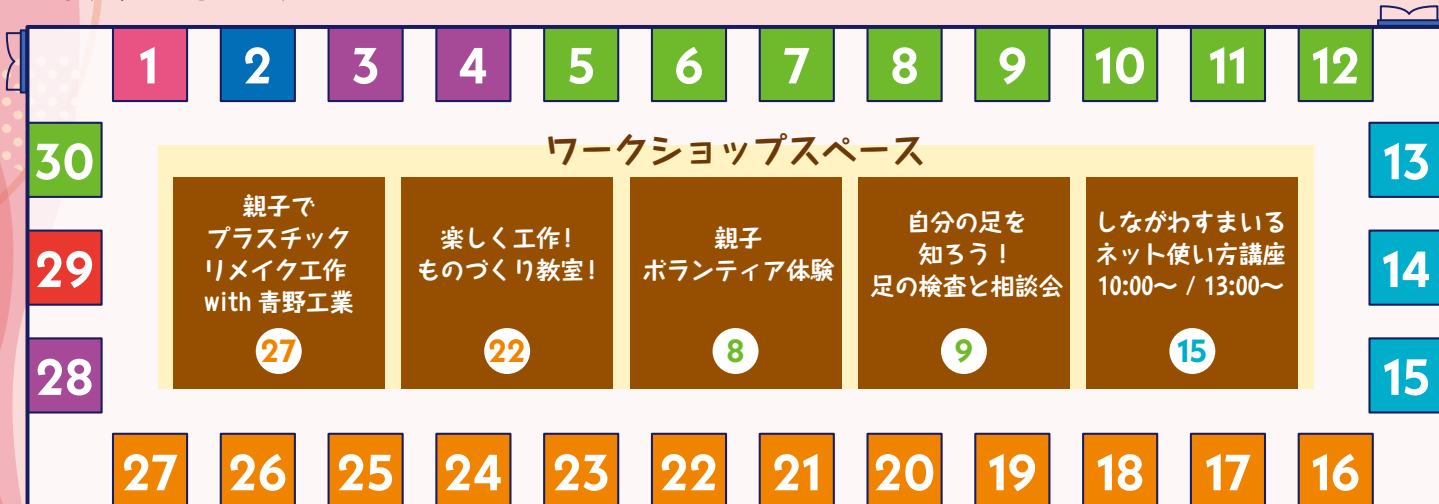 1 2 3 4 5 6 7 8 9 10 11 12
30
29
28
ワークショップスペース
親子で
プラスチック
リメイク工作
with 青野工業
27
楽しく工作!
ものづくり教室!
22
親子
ボランティア体験
8
自分の足を
知ろう!
足の検査と相談会
9
しながわすまいる
ネット使い方講座
10:00～ / 13:00～
15
13
14
15
27 26 25 24 23 22 21 20 19 18 17 16